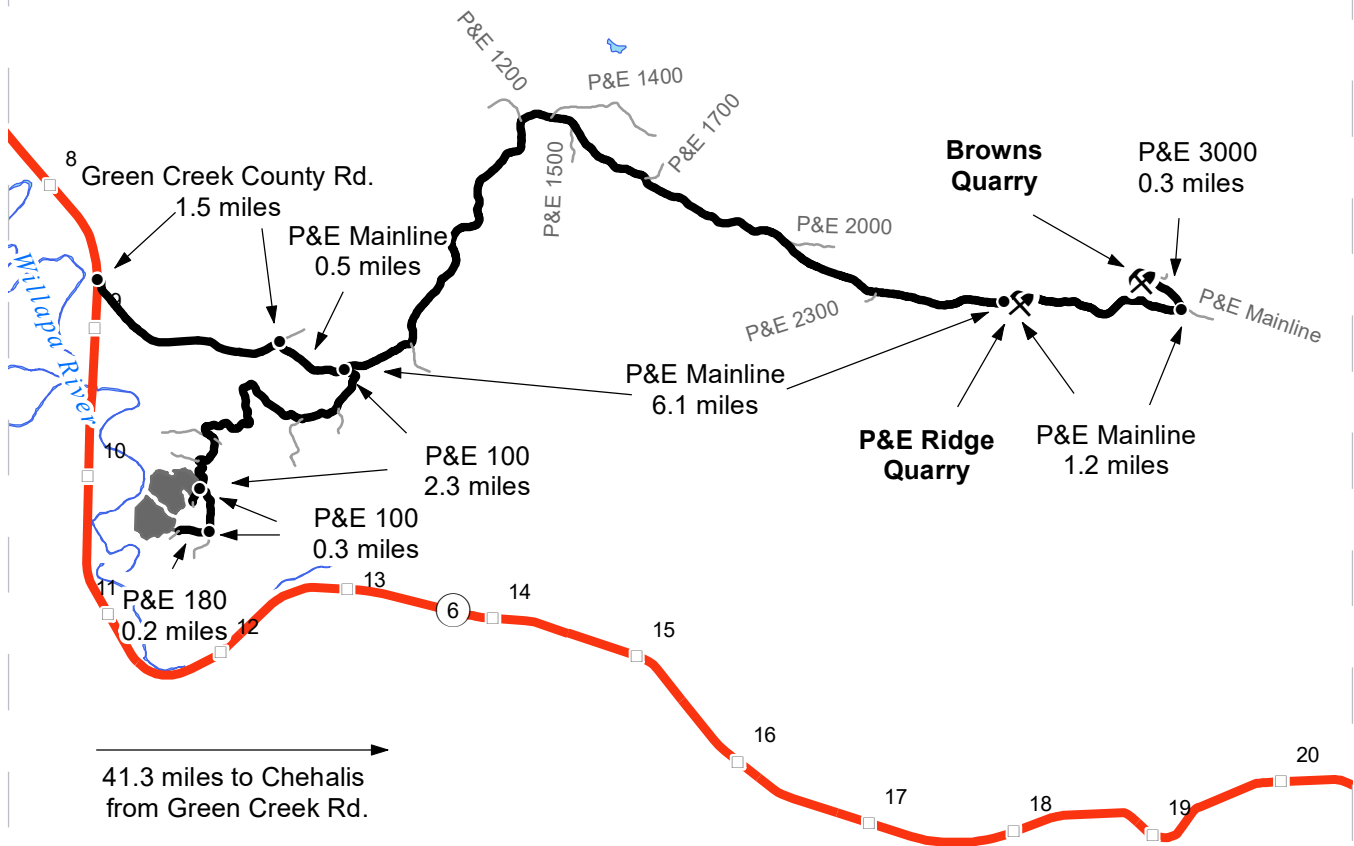 P&E 1200
P&E 1400
P&E 1700
P&E 1500
8
Green Creek County Rd.
1.5 miles
P&E Mainline
0.5 miles
Browns
Quarry
P&E 3000
0.3 miles
P&E 2000
P&E 2300
P&E Mainline
Willapa River
9
P&E Mainline
6.1 miles
P&E Ridge
Quarry
P&E Mainline
1.2 miles
10
P&E 100
2.3 miles
P&E 100
0.3 miles
11
P&E 180
0.2 miles
12
13
6
14
15
16
17
18
19
20
41.3 miles to Chehalis
from Green Creek Rd.